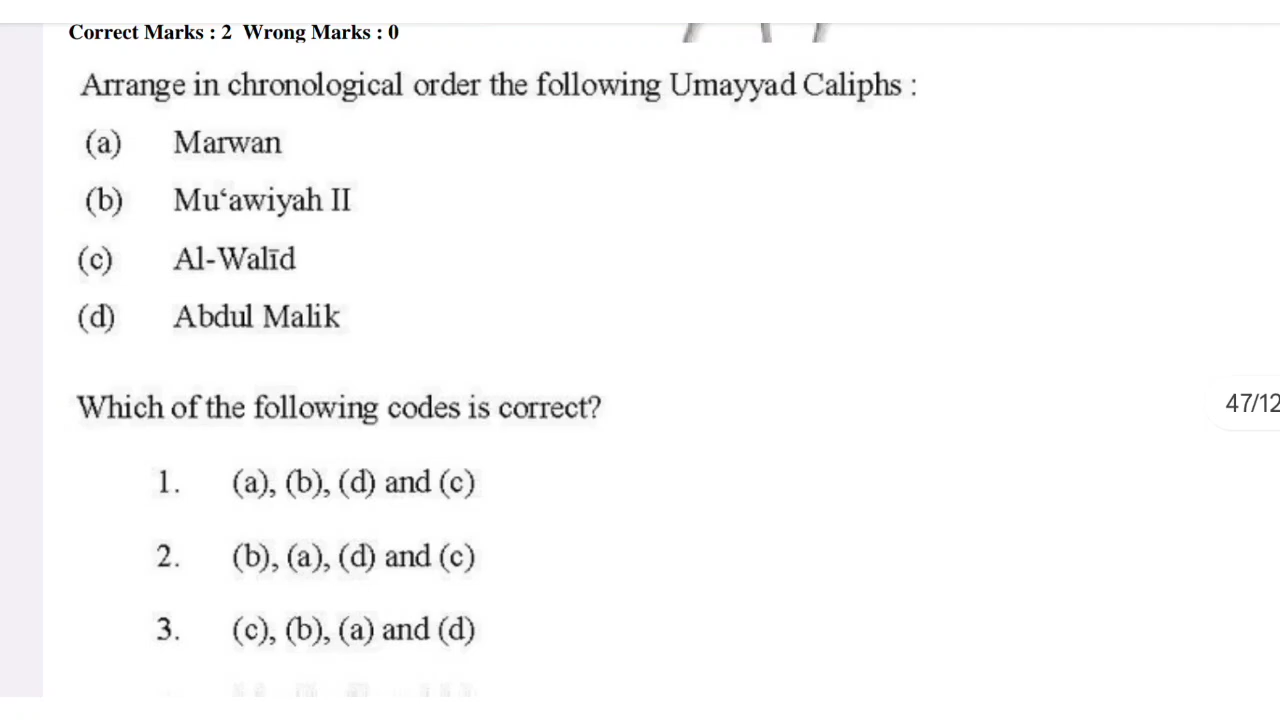 Correct Marks : 2 Wrong Marks : 0
Arrange in chronological order the following Umayyad Caliphs :
(a) Marwan
(b) Mu‘awiyah II
(c) Al-Walīd
(d) Abdul Malik
Which of the following codes is correct?
47/12
1. (a), (b), (d) and (c)
2. (b), (a), (d) and (c)
3. (c), (b), (a) and (d)